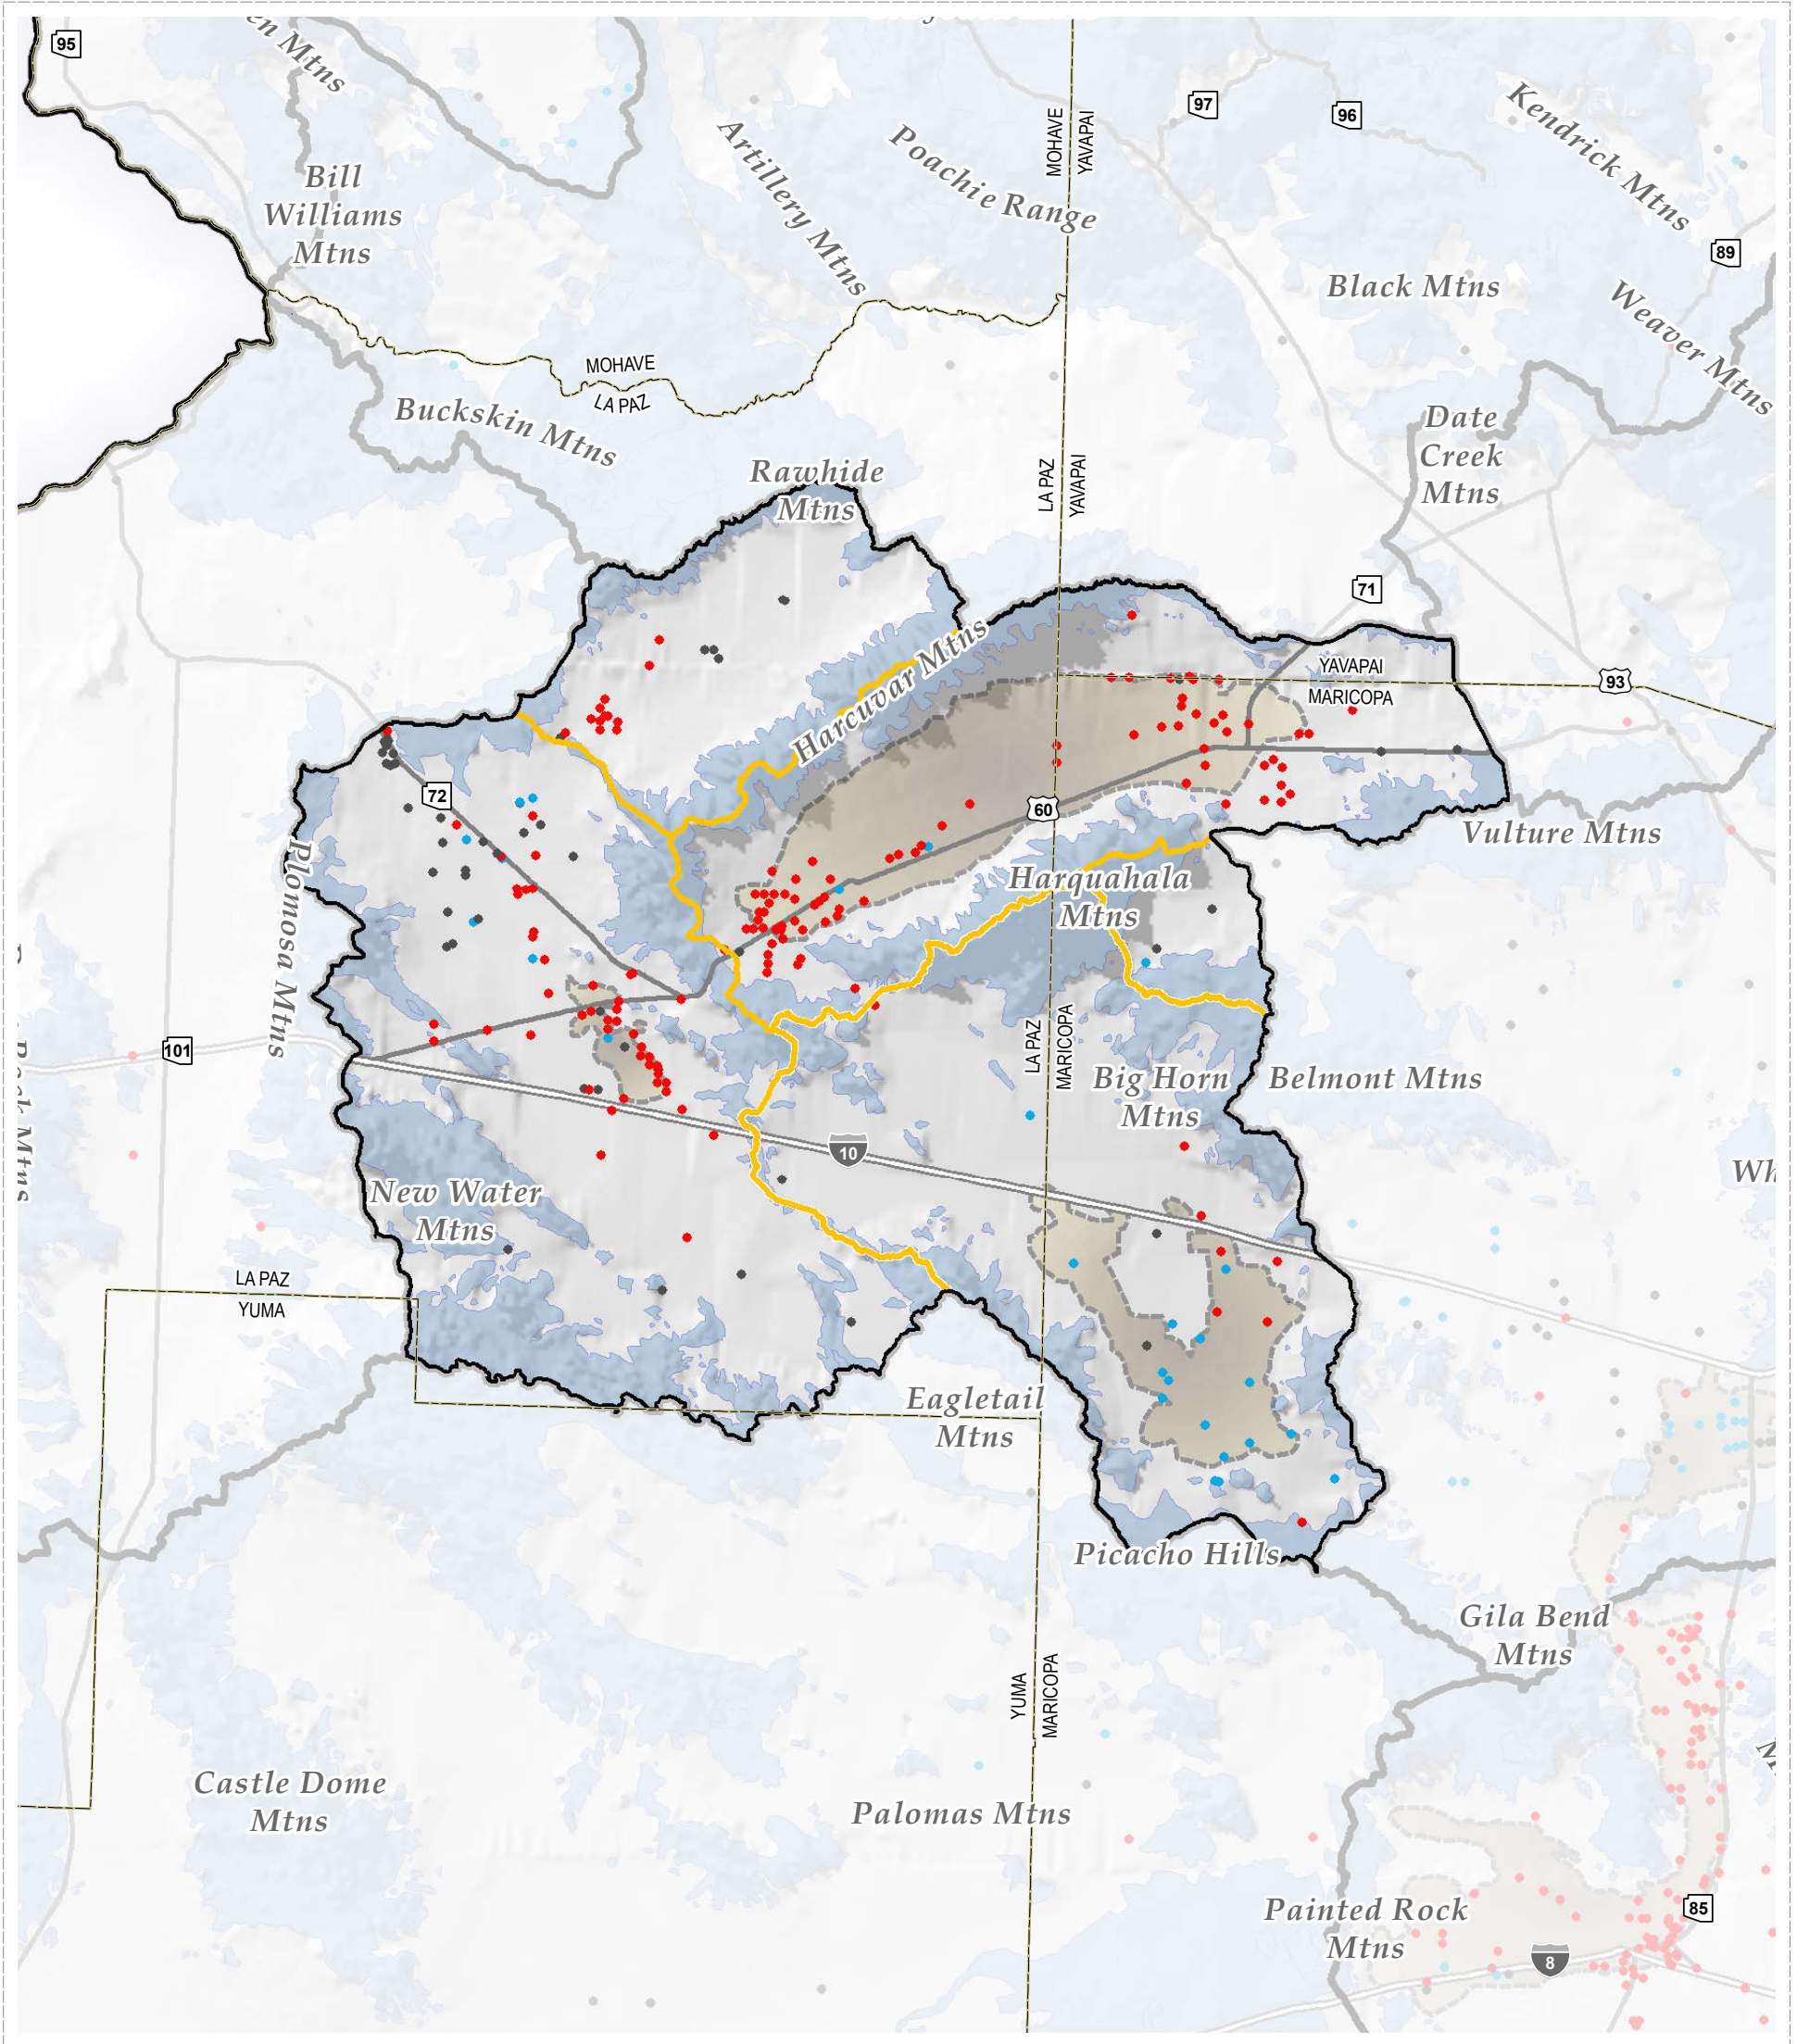 95
Mtns
97
96
MOHAVE
YAVAPAI
Kendrick Mtns
Artillery Mtns
Poachie Range
Bill
Williams
Mtns
89
Black Mtns
Weaver Mtns
MOHAVE
LA PAZ
Buckskin Mtns
Date
Creek
Mtns
Rawhide
Mtns
LA PAZ
YAVAPAI
71
Harcuvar Mtns
YAVAPAI
MARICOPA
93
72
60
Vulture Mtns
Plomosa Mtns
Harquahala
Mtns
101
LA PAZ
MARICOPA
Big Horn
Mtns
Belmont Mtns
Mtns
10
Wh
New Water
Mtns
LA PAZ
YUMA
Eagletail
Mtns
Picacho Hills
Gila Bend
Mtns
YUMA
MARICOPA
Castle Dome
Mtns
Palomas Mtns
Painted Rock
Mtns
85
8